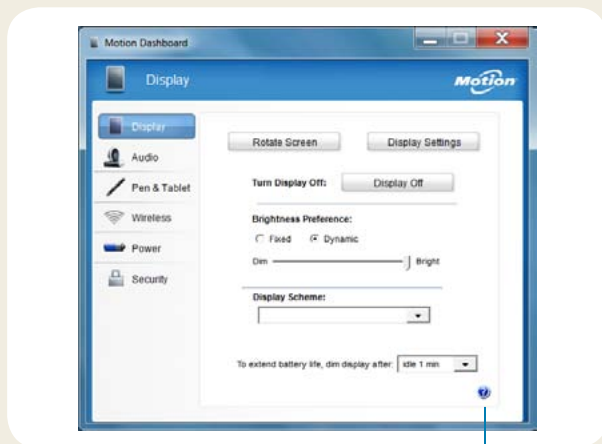 Motion Dashboard
Display
Motion
Display
Audio
Pen & Tablet
Wireless
Power
Security
Rotate Screen Display Settings
Turn Display Off: Display Off
Brightness Preference:
Fixed Dynamic
Dim Bright
Display Scheme:
To extend battery life, dim display after: idle 1 min
?